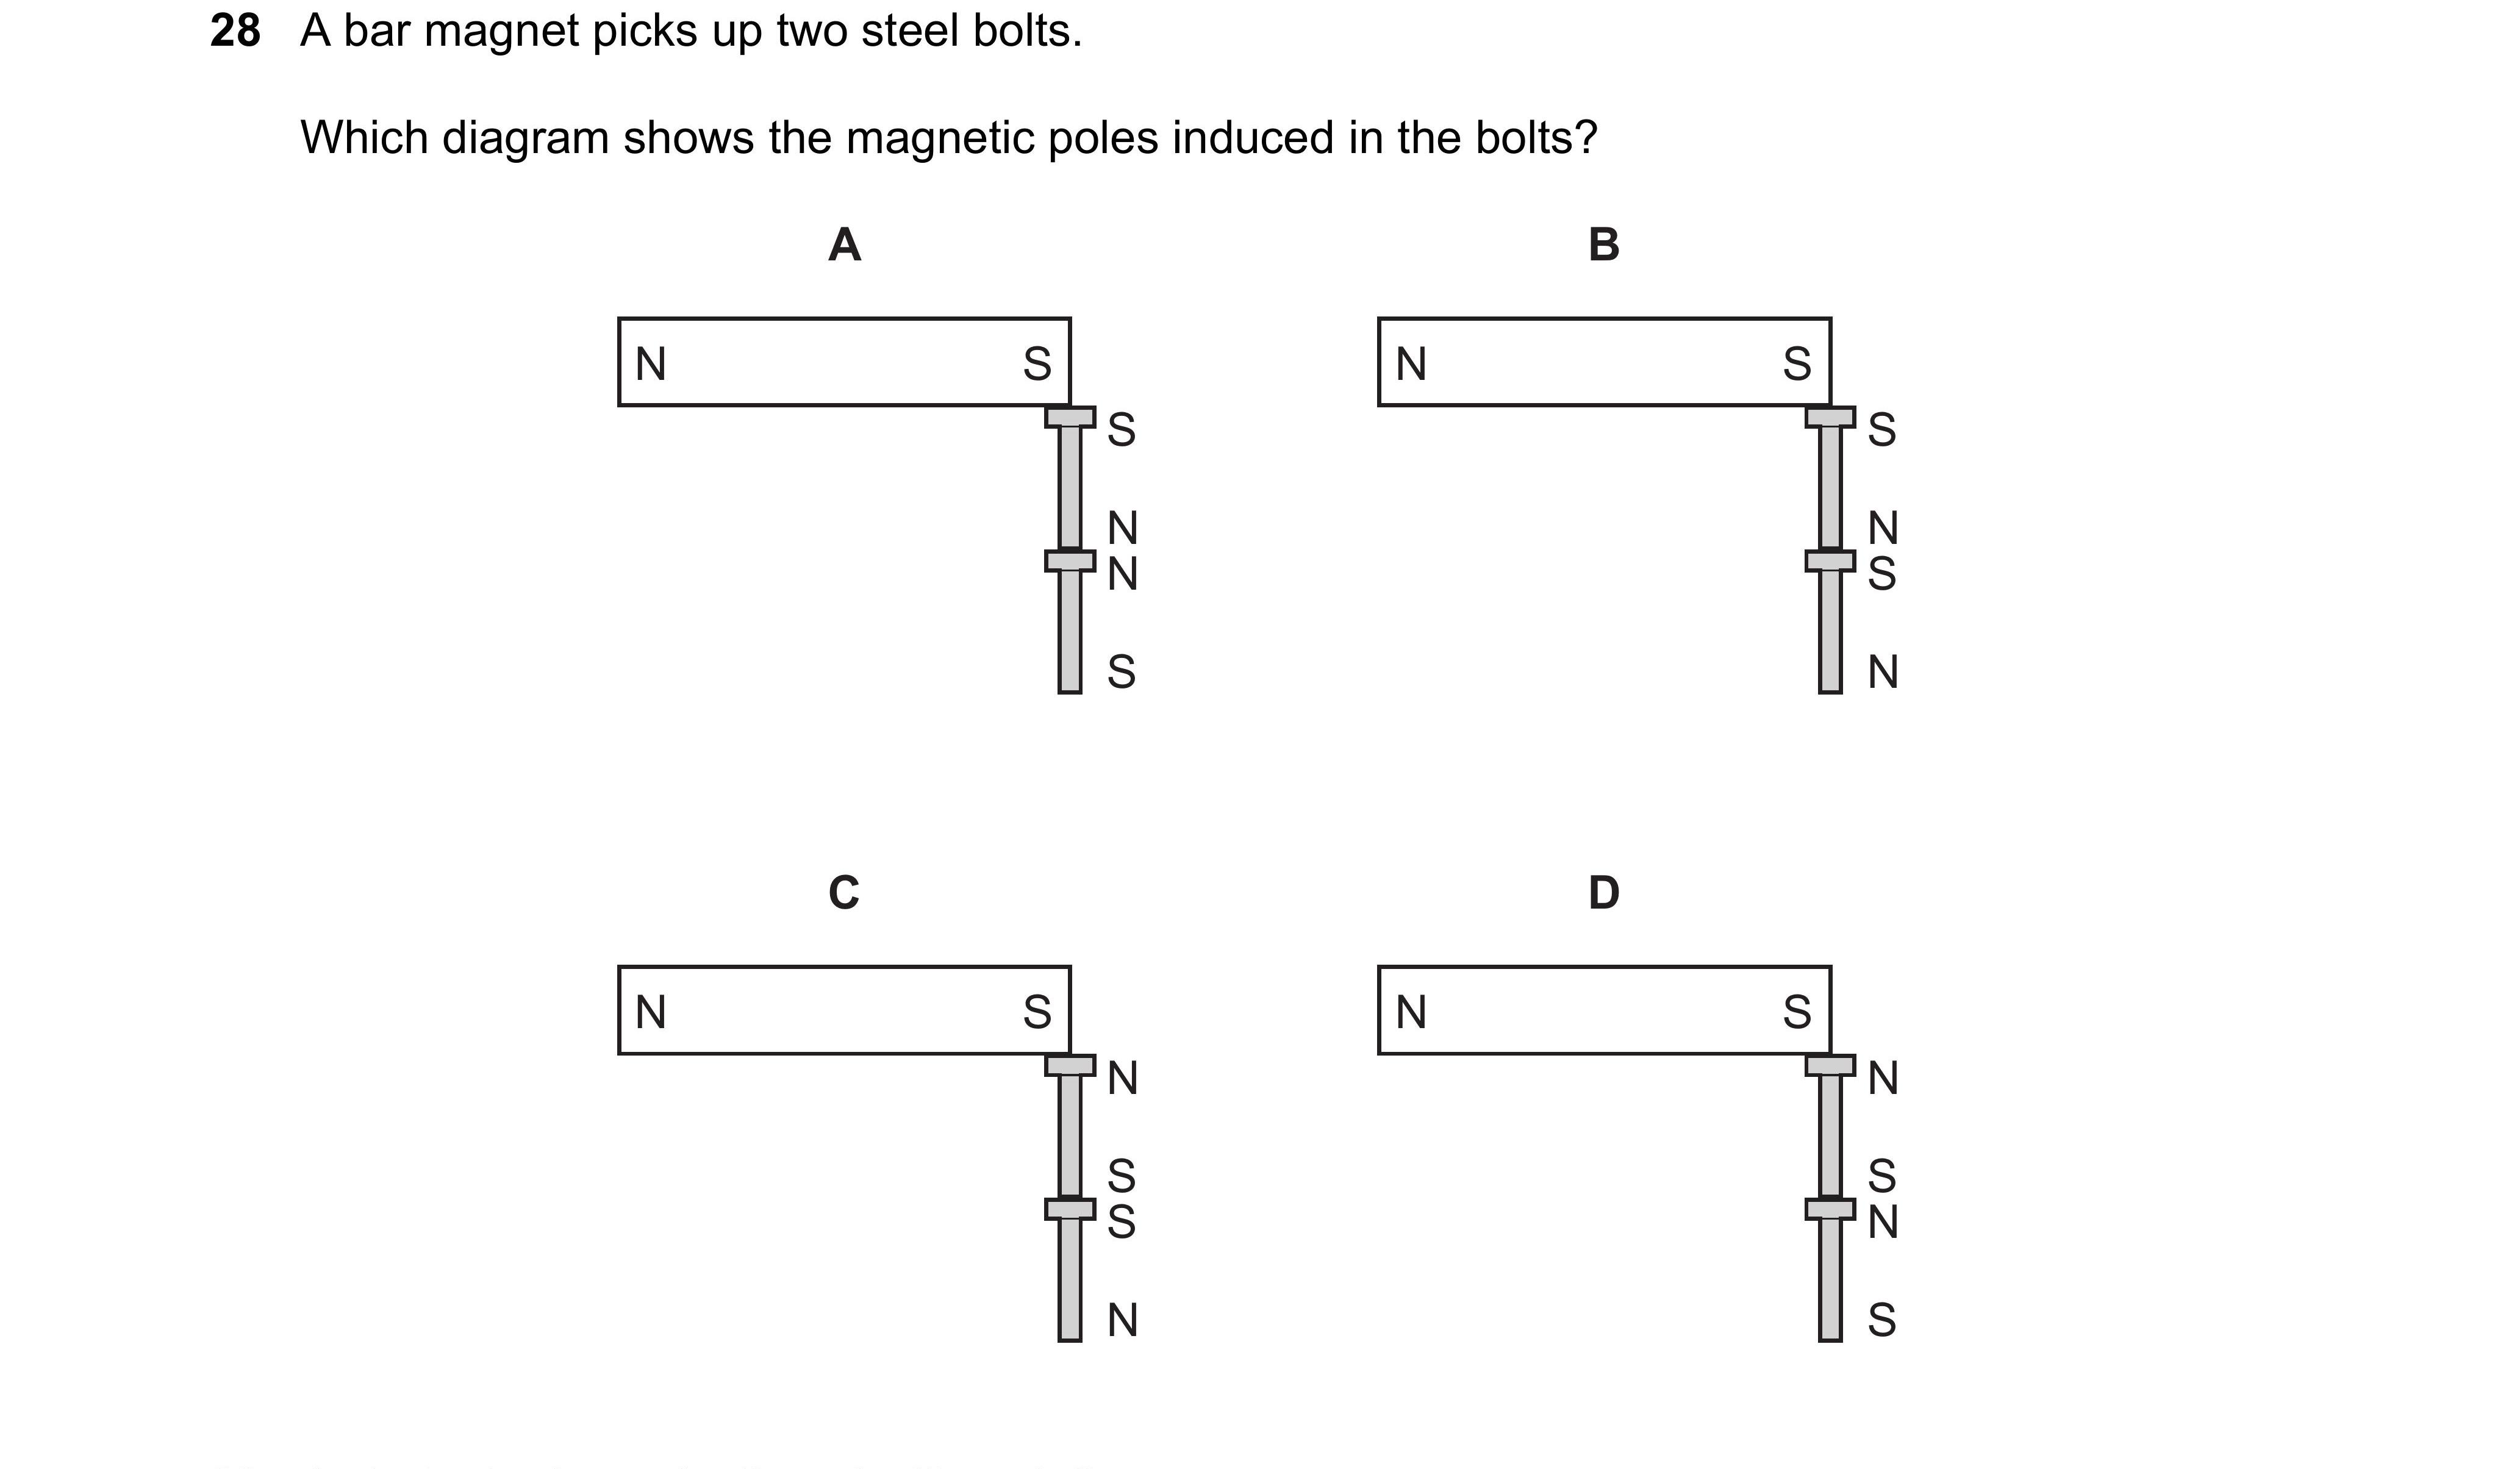 28 A bar magnet picks up two steel bolts.
Which diagram shows the magnetic poles induced in the bolts?
A B
N S N S
S S
N N
N S
S N
C D
N S N S
N N
S S
S N
N S